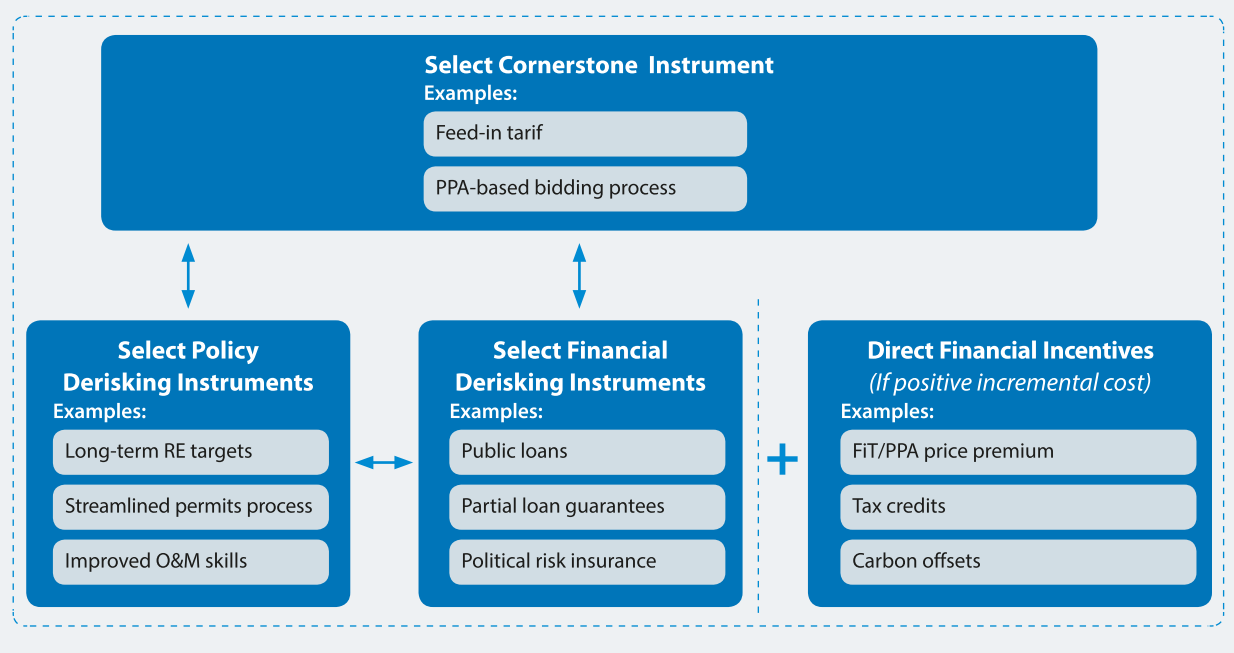 Select Cornerstone Instrument
Examples:
Feed-in tarif
PPA-based bidding process
Select Policy
Derisking Instruments
Examples:
Long-term RE targets
Streamlined permits process
Improved O&M skills
Select Financial
Derisking Instruments
Examples:
Public loans
Partial loan guarantees
Political risk insurance
+
Direct Financial Incentives
(If positive incremental cost)
Examples:
FiT/PPA price premium
Tax credits
Carbon offsets